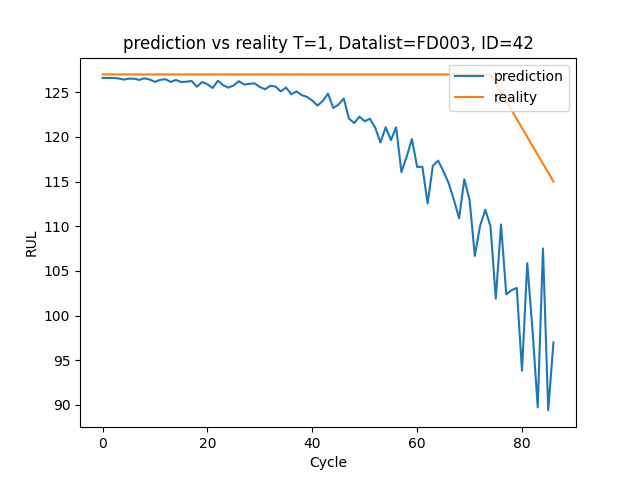 prediction vs reality T=1, Datalist=FD003, ID=42
prediction
reality
RUL
125
120
115
110
105
100
95
90
0 20 40 60 80
Cycle